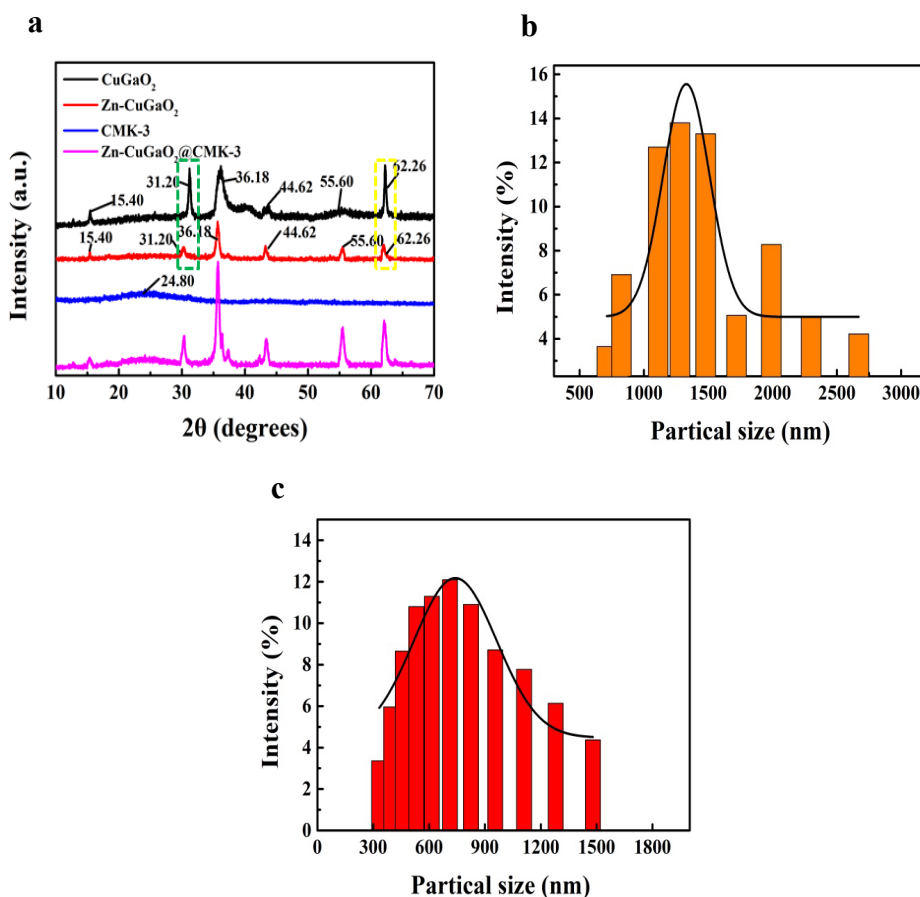 a
CuGaO₂
Zn-CuGaO₂
CMK-3
Zn-CuGaO₂@CMK-3
15.40
31.20
36.18
44.62
55.60
62.26
15.40
31.20
36.18
44.62
55.60
62.26
24.80
Intensity (a.u.)
10 20 30 40 50 60 70
2θ (degrees)
b
16
14
12
10
8
6
4
Intensity (%)
500 1000 1500 2000 2500 3000
Partical size (nm)
c
14
12
10
8
6
4
2
0
Intensity (%)
0 300 600 900 1200 1500 1800
Partical size (nm)